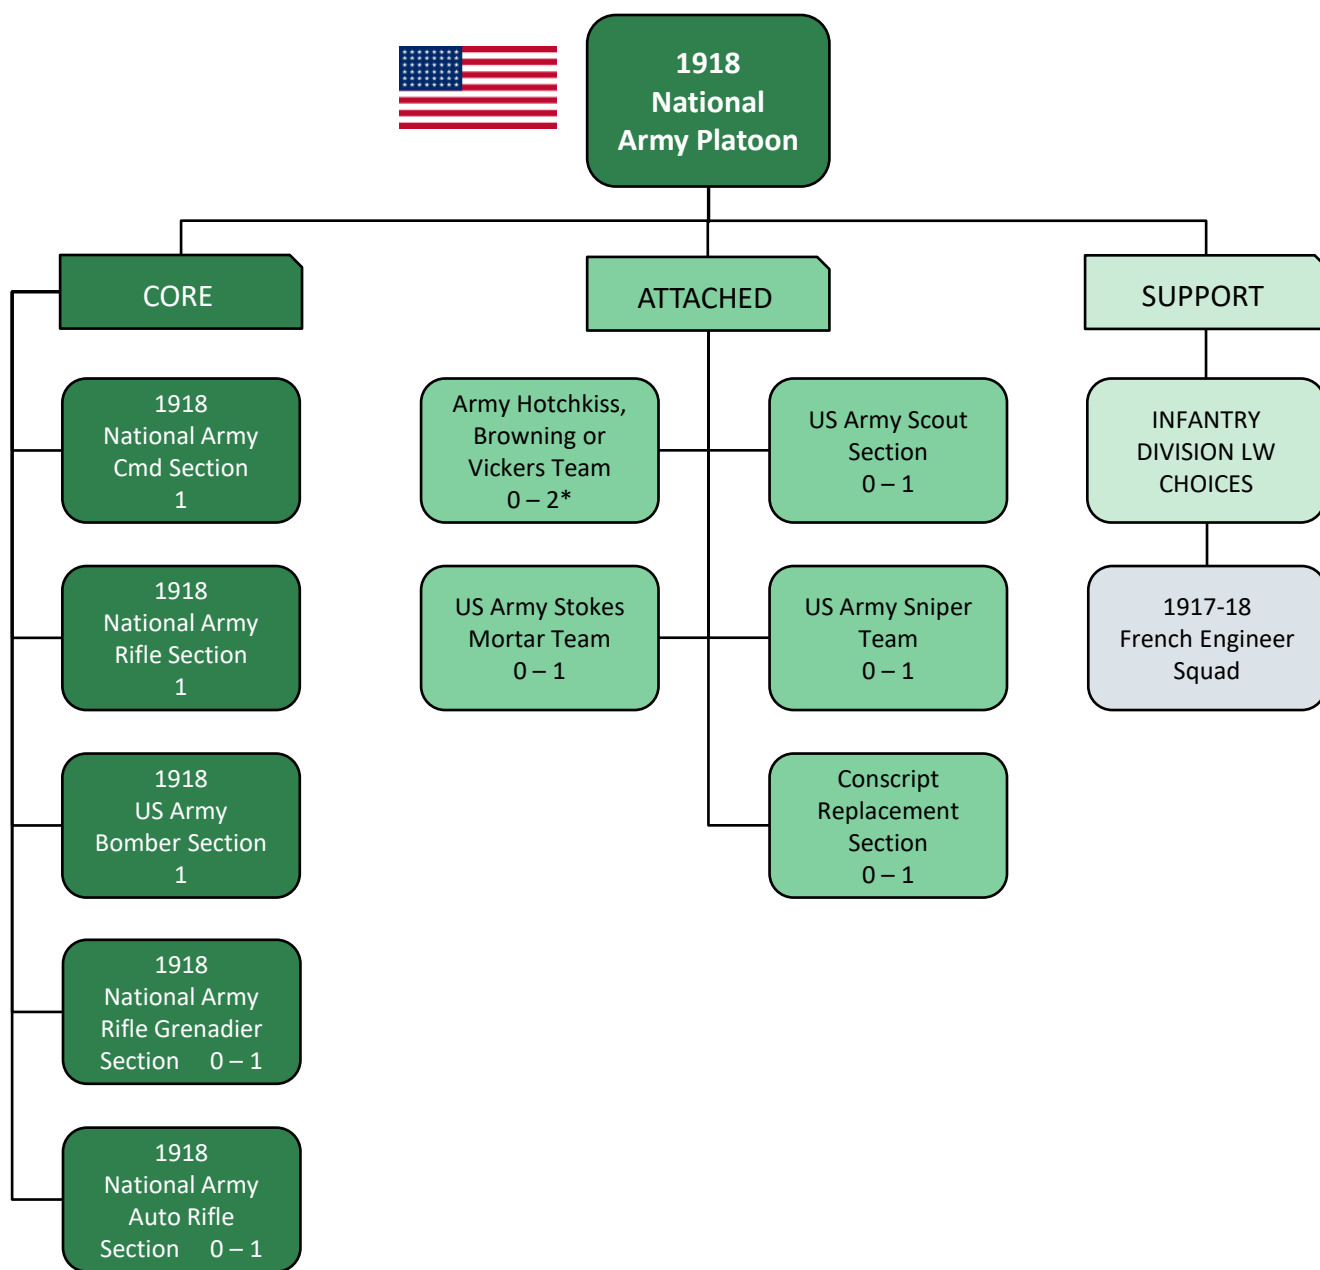 1918
National
Army Platoon
CORE
ATTACHED
SUPPORT
1918
National Army
Cmd Section
1
1918
National Army
Rifle Section
1
1918
US Army
Bomber Section
1
1918
National Army
Rifle Grenadier
Section 0 – 1
1918
National Army
Auto Rifle
Section 0 – 1
Army Hotchkiss,
Browning or
Vickers Team
0 – 2*
US Army Stokes
Mortar Team
0 – 1
US Army Scout
Section
0 – 1
US Army Sniper
Team
0 – 1
Conscript
Replacement
Section
0 – 1
INFANTRY
DIVISION LW
CHOICES
1917-18
French Engineer
Squad